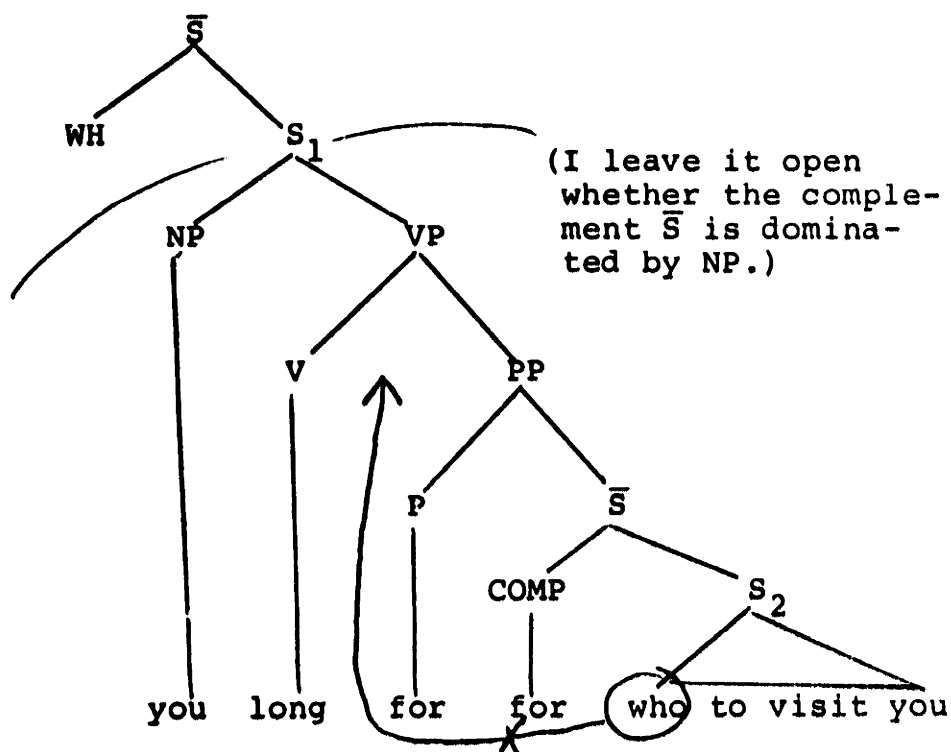 S̄
WH S₁
(I leave it open
whether the comple-
ment S̄ is domina-
ted by NP.)
NP VP
V PP
P S̄
COMP S₂
you long for for who to visit you